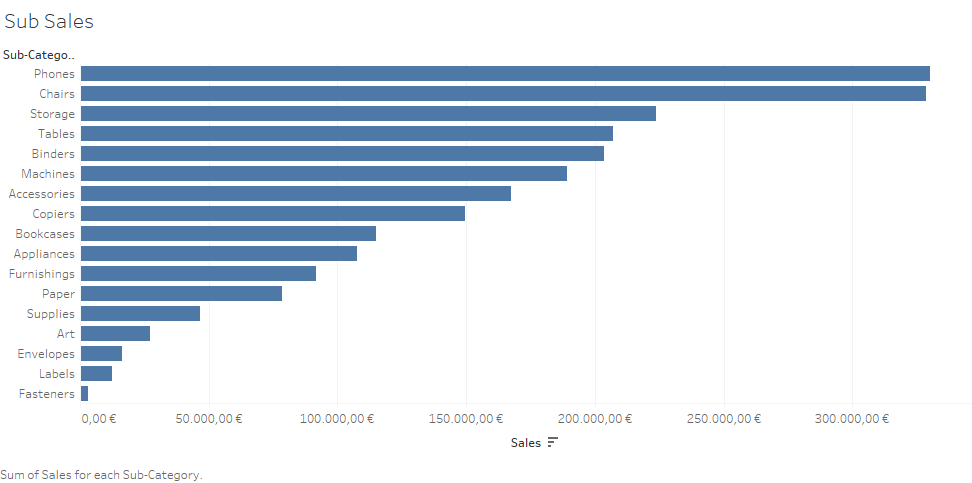 Sub Sales
Sub-Catego..
Phones
Chairs
Storage
Tables
Binders
Machines
Accessories
Copiers
Bookcases
Appliances
Furnishings
Paper
Supplies
Art
Envelopes
Labels
Fasteners
0,00 € 50.000,00 € 100.000,00 € 150.000,00 € 200.000,00 € 250.000,00 € 300.000,00 €
Sales
Sum of Sales for each Sub-Category.